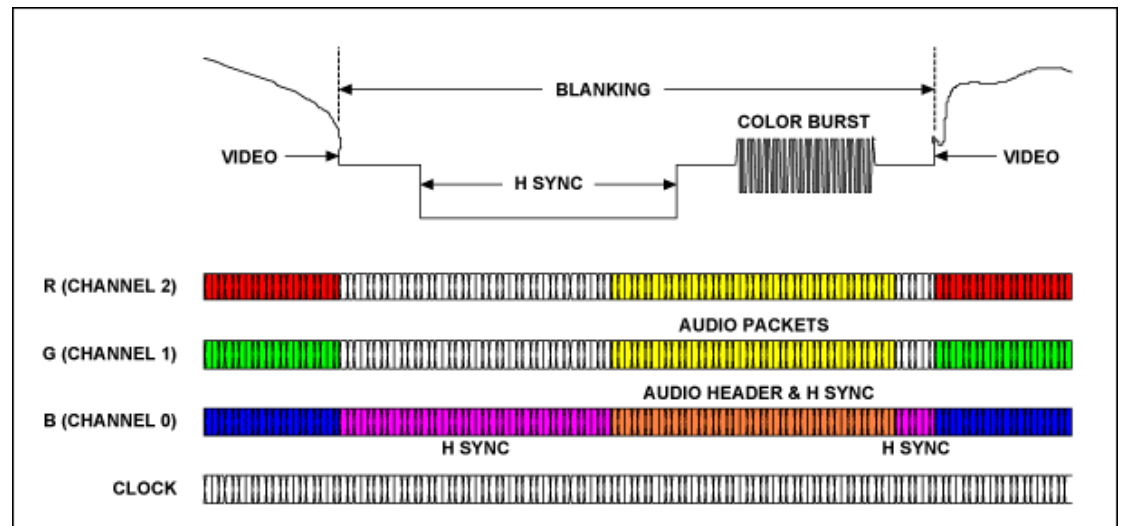 BLANKING
COLOR BURST
VIDEO
VIDEO
H SYNC
R (CHANNEL 2)
AUDIO PACKETS
G (CHANNEL 1)
AUDIO HEADER & H SYNC
B (CHANNEL 0)
H SYNC
H SYNC
CLOCK